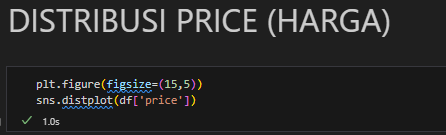 DISTRIBUSI PRICE (HARGA)
plt.figure(figsize=(15,5))
sns.distplot(df['price'])
1.0s